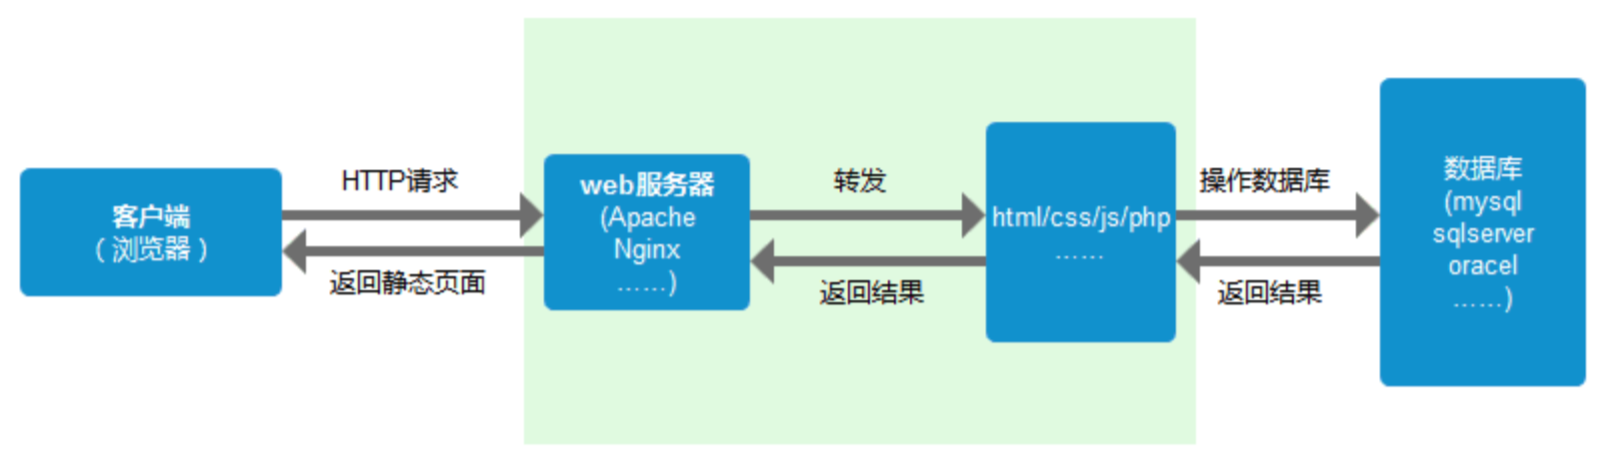 客户端
（浏览器）
HTTP请求
返回静态页面
web服务器
(Apache
Nginx
……)
转发
返回结果
html/css/js/php
……
操作数据库
返回结果
数据库
(mysql
sqlserver
oracel
……)